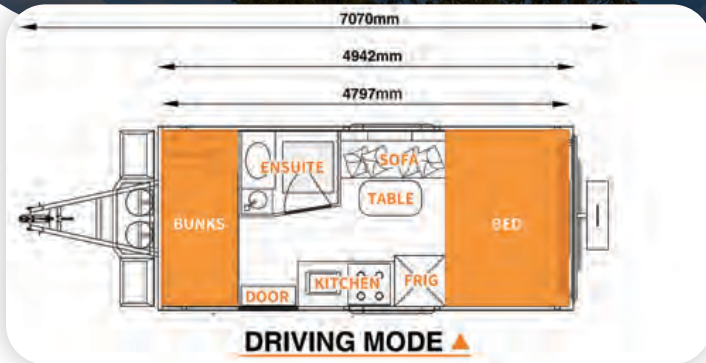 7070mm
4942mm
4797mm
ENSUITE
SOFA
TABLE
BUNKS
BED
KITCHEN
FRIG
DOOR
DRIVING MODE